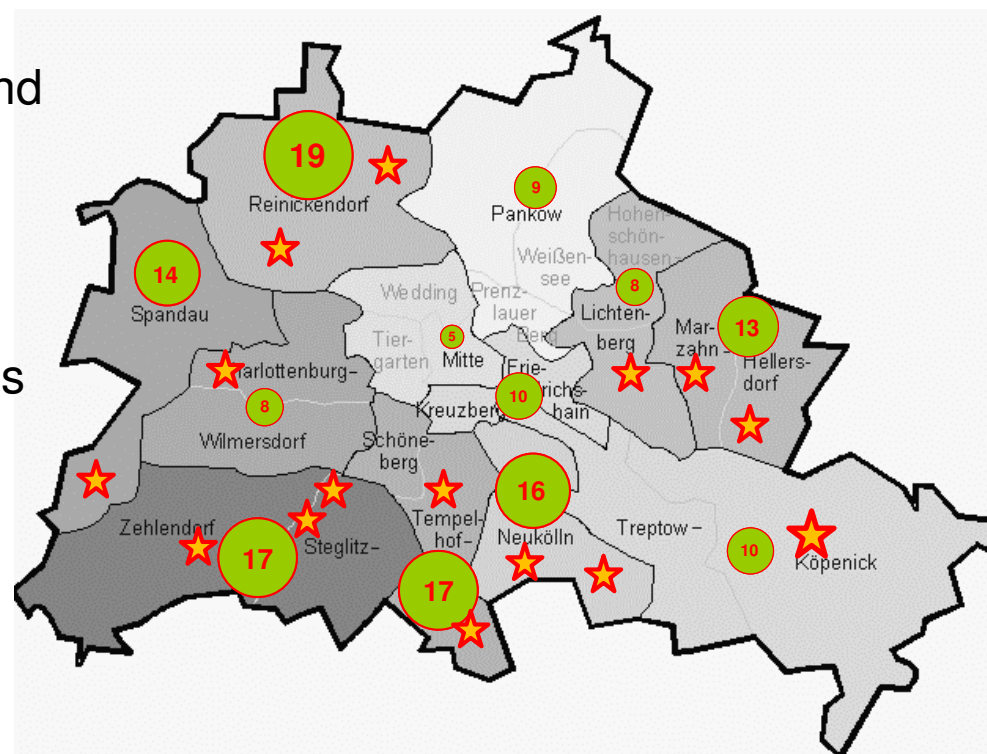 nd
19
Reinickendorf
9
Pankow
Hohen-
schön-
hausen-
Weißen-
see
14
Spandau
Wedding
Prenz-
lauer
Berg
8
Lichten-
berg
Mar-
zahn-
13
Hellers-
dorf
Tier-
garten
5
Mitte
s
arlottenburg-
8
Wilmersdorf
Kreuzberg
10
Frie-
drichs-
hain
Schöne-
berg
Zehlendorf
17
Steglitz-
Tempel-
hof-
17
16
Neukölln
Treptow-
10
Köpenick